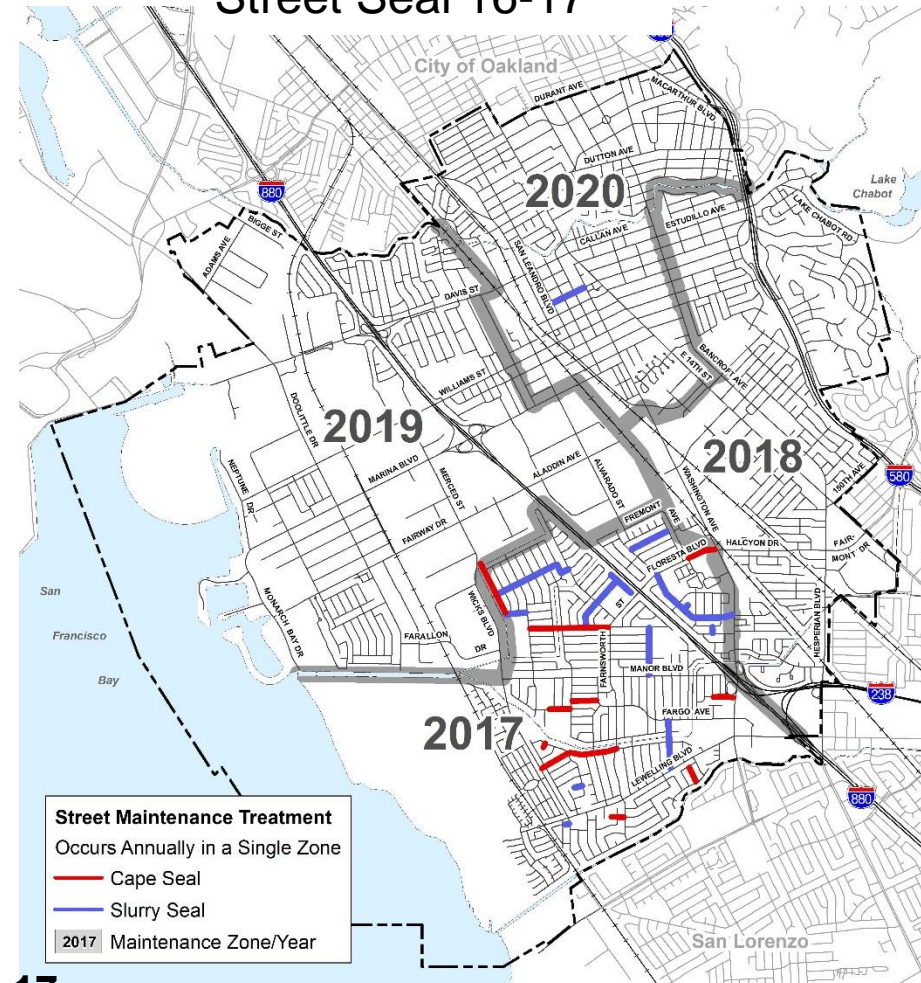 Street Seal 16-17
City of Oakland
DURANT AVE
MACARTHUR BLVD
DUTTON AVE
2020
Lake
Chabot
880
BIGGE ST
ADAMS AVE
SAN LEANDRO BLVD
CALLAN AVE
ESTUDILLO AVE
LAKE CHABOT RD
DAVIS ST
BANCROFT AVE
E 14TH ST
WILLIAMS ST
2019
DOOLITTLE DR
2018
MARINA BLVD
MERCED ST
ALADDIN AVE
ALVARADO ST
WASHINGTON AVE
150TH AVE
580
NEPTUNE DR
FAIRWAY DR
FREMONT AVE
HALCYON DR
FAIR-
MONT DR
FLORESTA BLVD
San
Francisco
Bay
MONARCH BAY DR
WICKS BLVD
ST
HESPERIAN BLVD
FARALLON
DR
FARNSWORTH
MANOR BLVD
238
FARGO AVE
2017
LEWELLING BLVD
880
Street Maintenance Treatment
Occurs Annually in a Single Zone
Cape Seal
Slurry Seal
2017 Maintenance Zone/Year
San Lorenzo